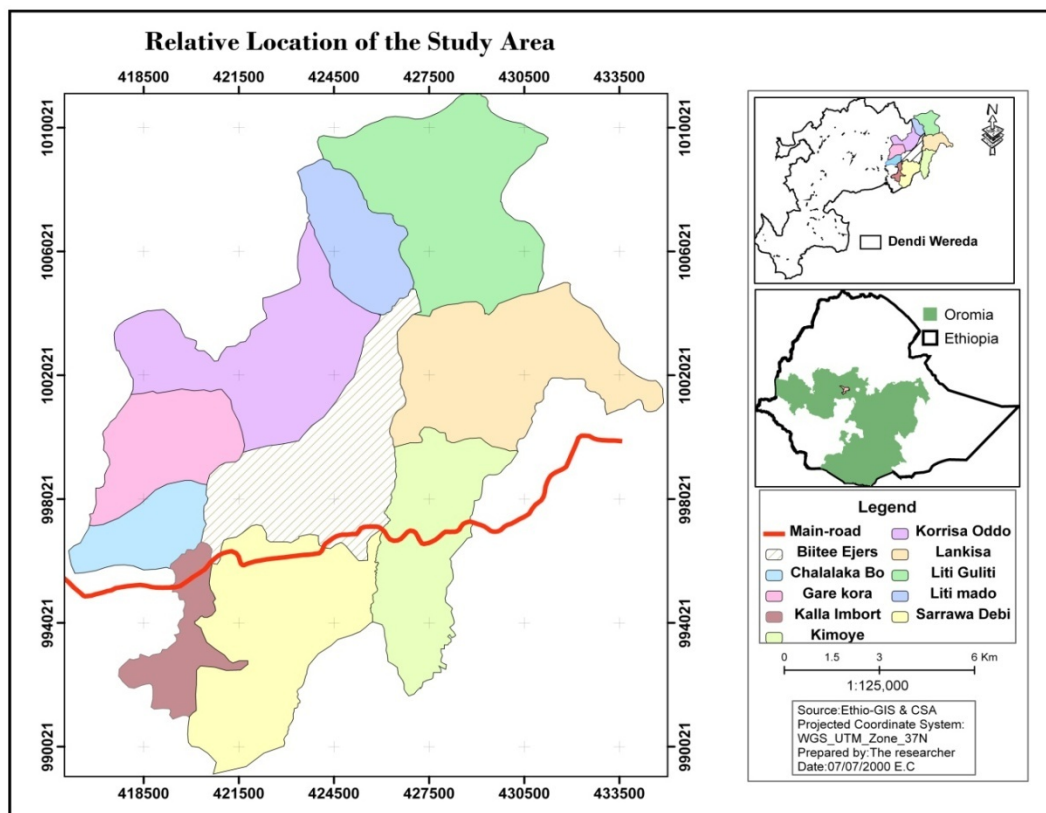 Relative Location of the Study Area
418500 421500 424500 427500 430500 433500
1010021
1006021
1002021
998021
994021
990021
1010021
1006021
1002021
998021
994021
990021
418500 421500 424500 427500 430500 433500
N
Dendi Wereda
Oromia
Ethiopia
Legend
Main-road
Biitee Ejers
Chalalaka Bo
Gare kora
Kalla Imbort
Kimoye
Korrisa Oddo
Lankisa
Liti Guliti
Liti mado
Sarrawa Debi
0 1.5 3 6 Km
1:125,000
Source:Ethio-GIS & CSA
Projected Coordinate System:
WGS_UTM_Zone_37N
Prepared by:The researcher
Date:07/07/2000 E.C